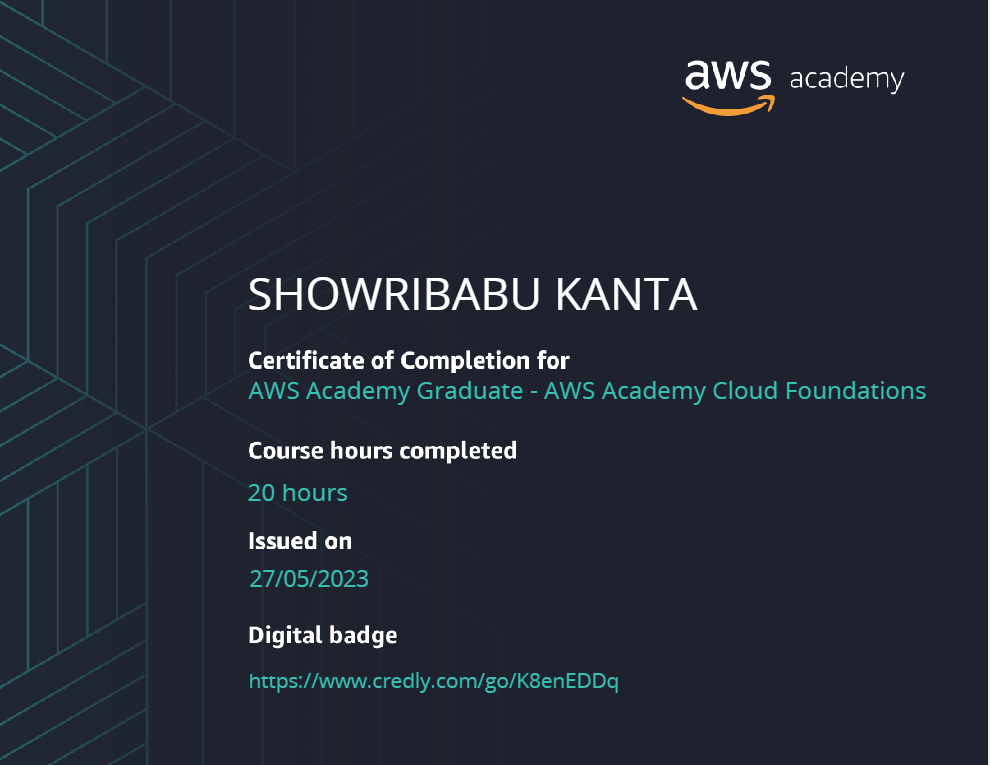 aws academy
SHOWRIBABU KANTA
Certificate of Completion for
AWS Academy Graduate - AWS Academy Cloud Foundations
Course hours completed
20 hours
Issued on
27/05/2023
Digital badge
https://www.credly.com/go/K8enEDDq